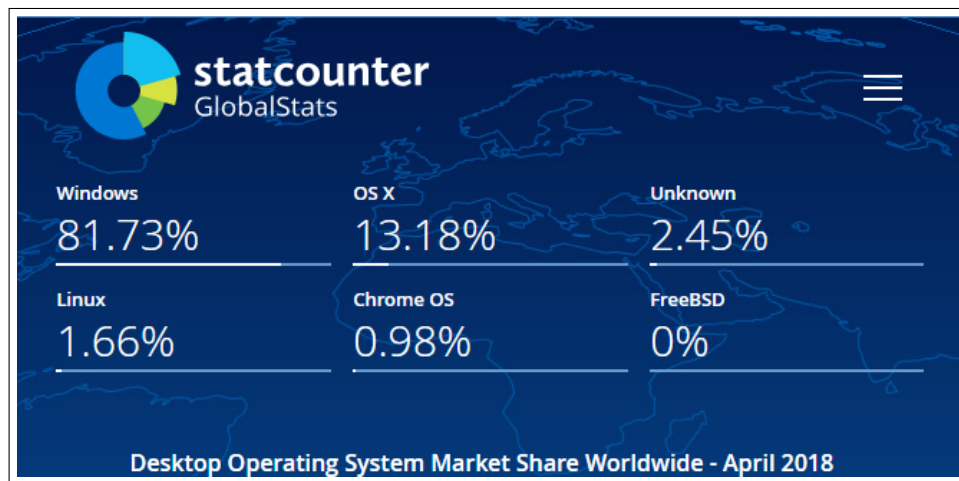 statcounter
GlobalStats
Windows OS X Unknown
81.73% 13.18% 2.45%
Linux Chrome OS FreeBSD
1.66% 0.98% 0%
Desktop Operating System Market Share Worldwide - April 2018